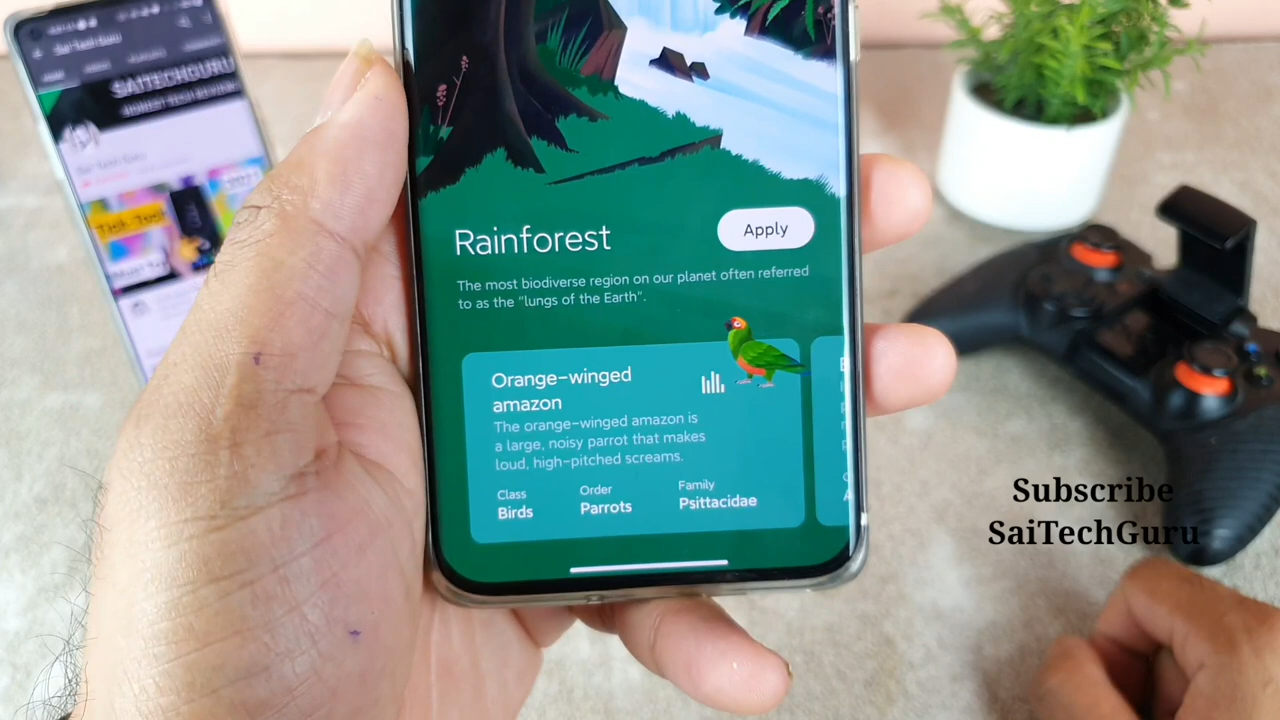 SAITECHGURU
Rainforest
Apply
The most biodiverse region on our planet often referred
to as the "lungs of the Earth".
Orange-winged
amazon
The orange-winged amazon is
a large, noisy parrot that makes
loud, high-pitched screams.
Class
Order
Family
Birds
Parrots
Psittacidae
Subscribe
SaiTechGuru